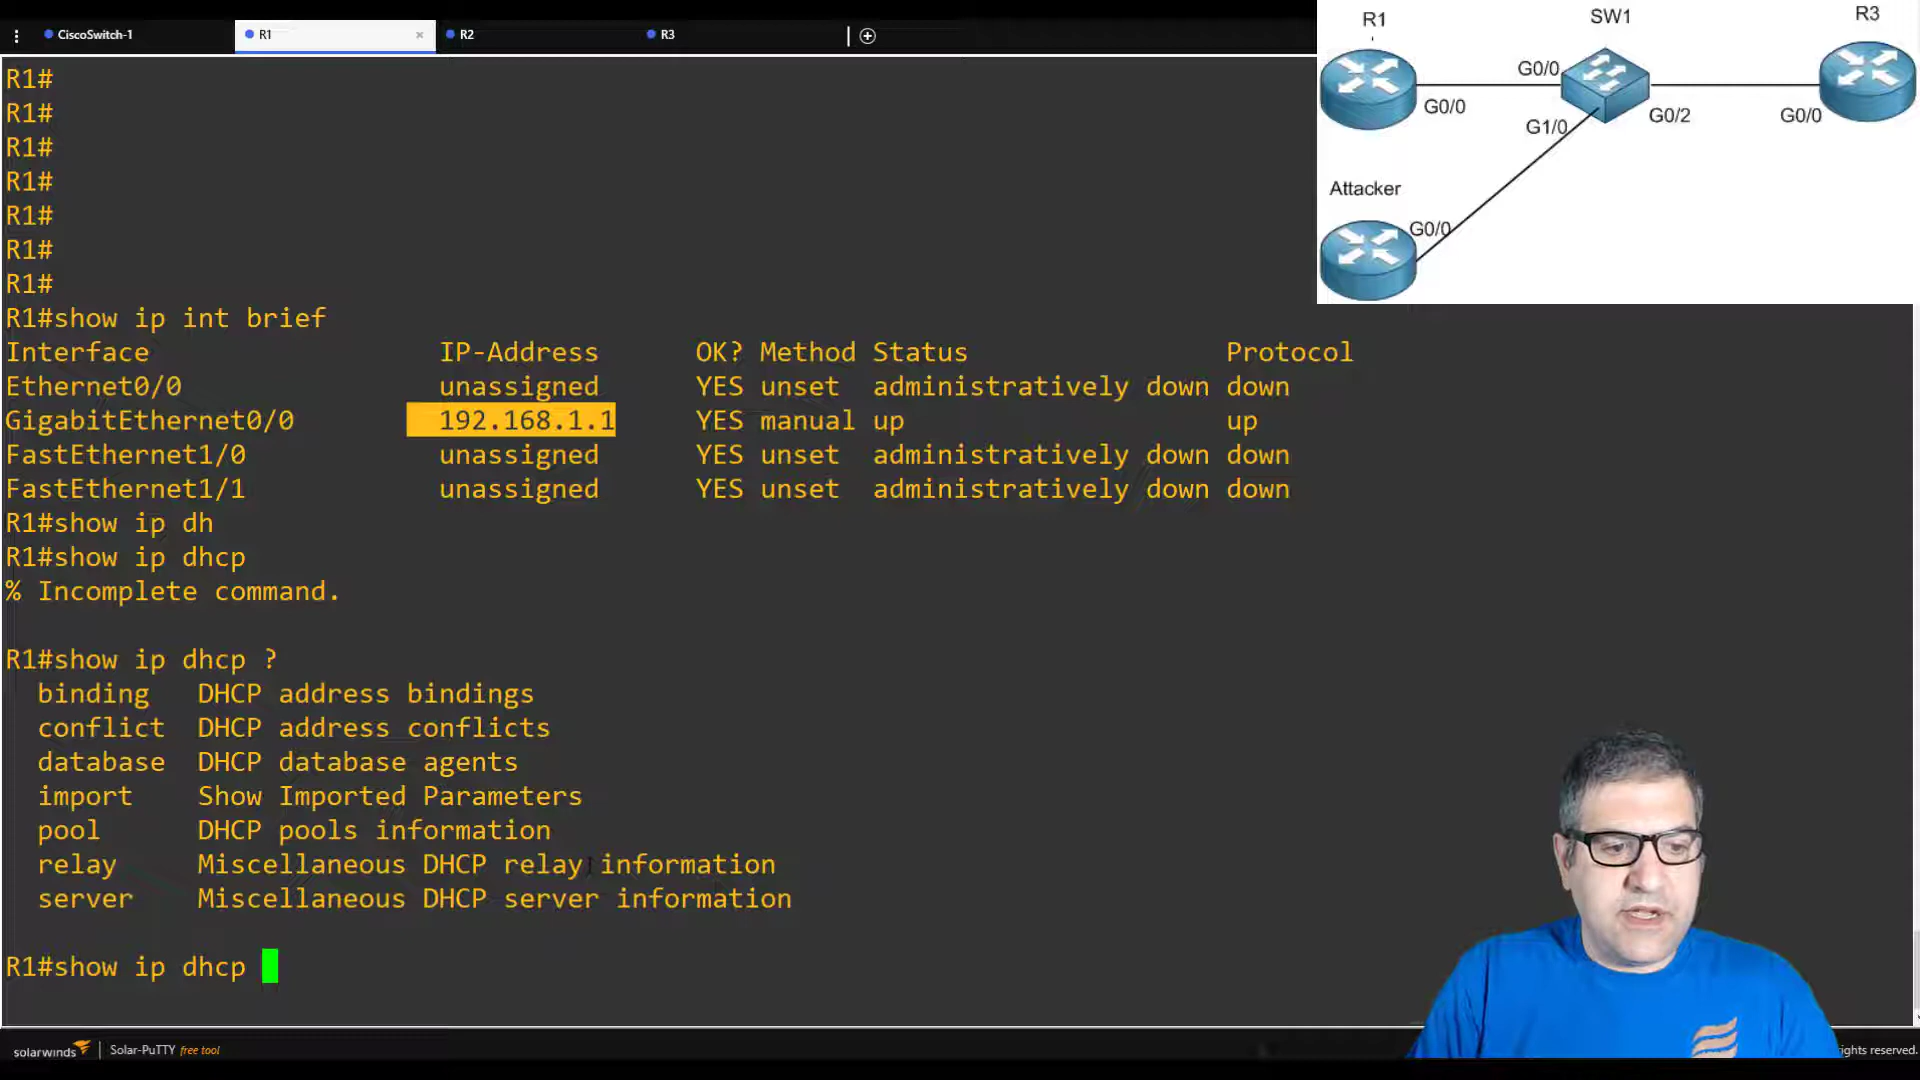 CiscoSwitch-1
R1
R2
R3
R1#
R1#
R1#
R1#
R1#
R1#
R1#
R1#show ip int brief
Interface IP-Address OK? Method Status Protocol
Ethernet0/0 unassigned YES unset administratively down down
GigabitEthernet0/0 192.168.1.1 YES manual up up
FastEthernet1/0 unassigned YES unset administratively down down
FastEthernet1/1 unassigned YES unset administratively down down
R1#show ip dh
R1#show ip dhcp
% Incomplete command.
R1#show ip dhcp ?
binding DHCP address bindings
conflict DHCP address conflicts
database DHCP database agents
import Show Imported Parameters
pool DHCP pools information
relay Miscellaneous DHCP relay information
server Miscellaneous DHCP server information
R1#show ip dhcp
R1
SW1
R3
G0/0
G0/0
G1/0
G0/2
G0/0
Attacker
G0/0
solarwinds
Solar-PuTTY free tool
rights reserved.